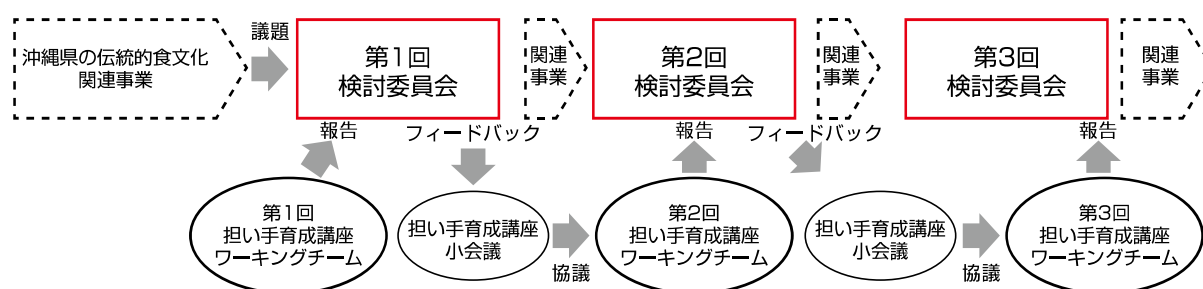 沖縄県の伝統的食文化
関連事業
議題
第1回
検討委員会
関連
事業
第2回
検討委員会
関連
事業
第3回
検討委員会
関連
事業
報告
フィードバック
報告
フィードバック
報告
第1回
担い手育成講座
ワーキングチーム
担い手育成講座
小会議
協議
第2回
担い手育成講座
ワーキングチーム
担い手育成講座
小会議
協議
第3回
担い手育成講座
ワーキングチーム